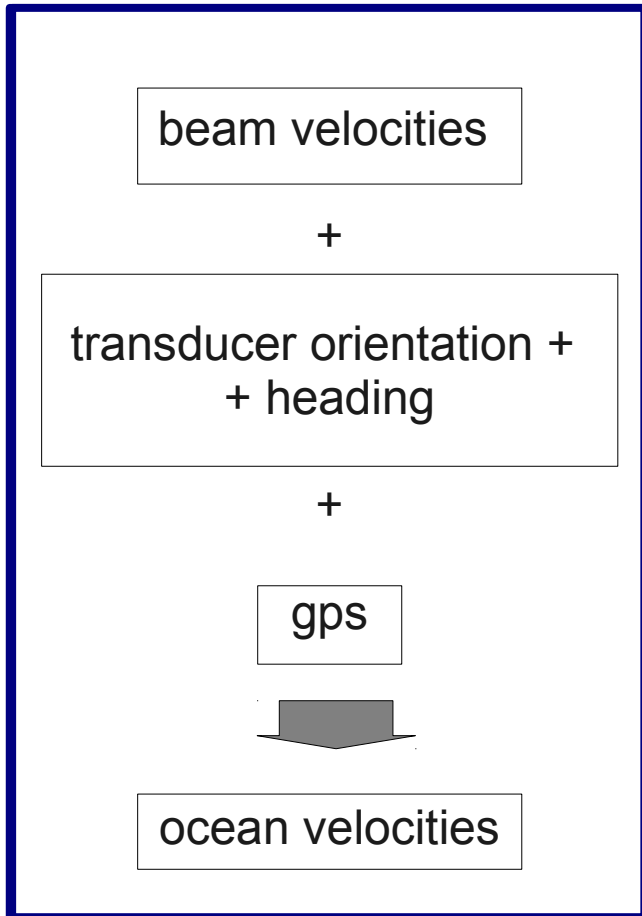 beam velocities
+
transducer orientation +
+ heading
+
gps
ocean velocities